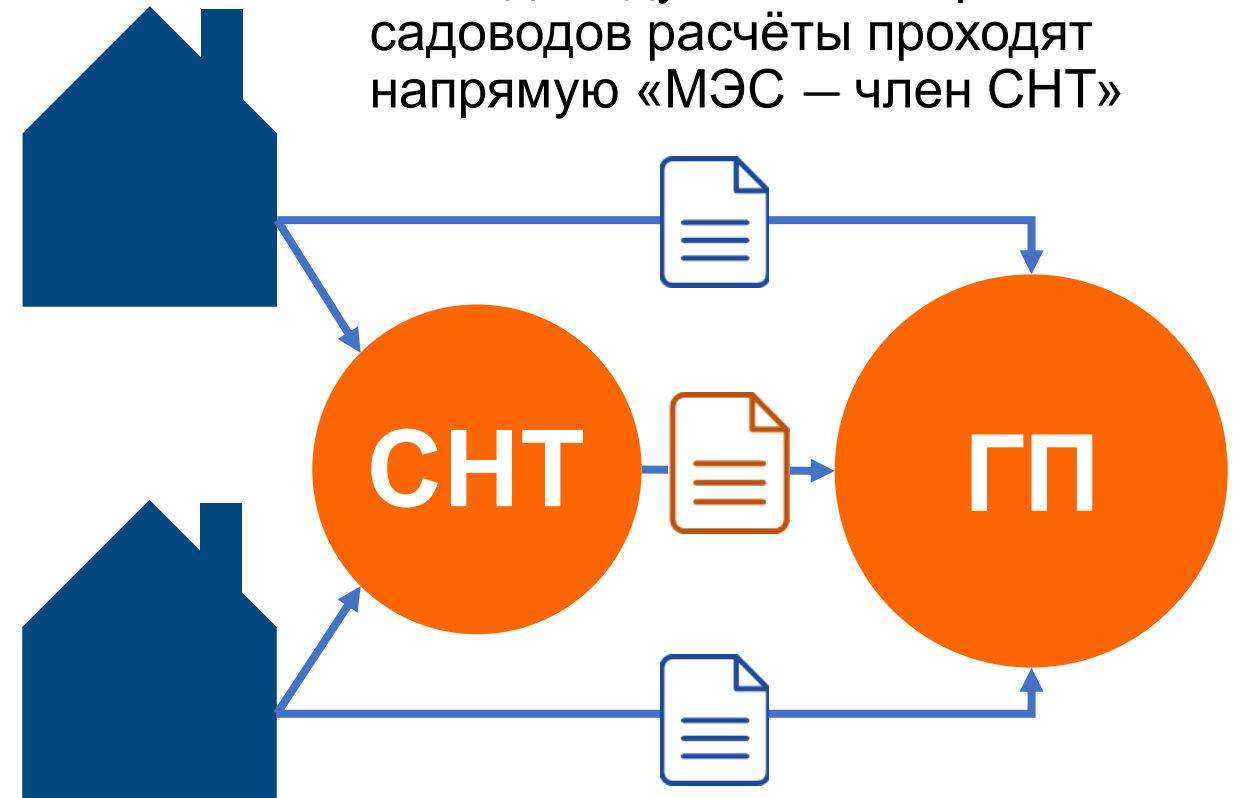 садоводов расчёты проходят
напрямую «МЭС — член СНТ»
СНТ
ГП